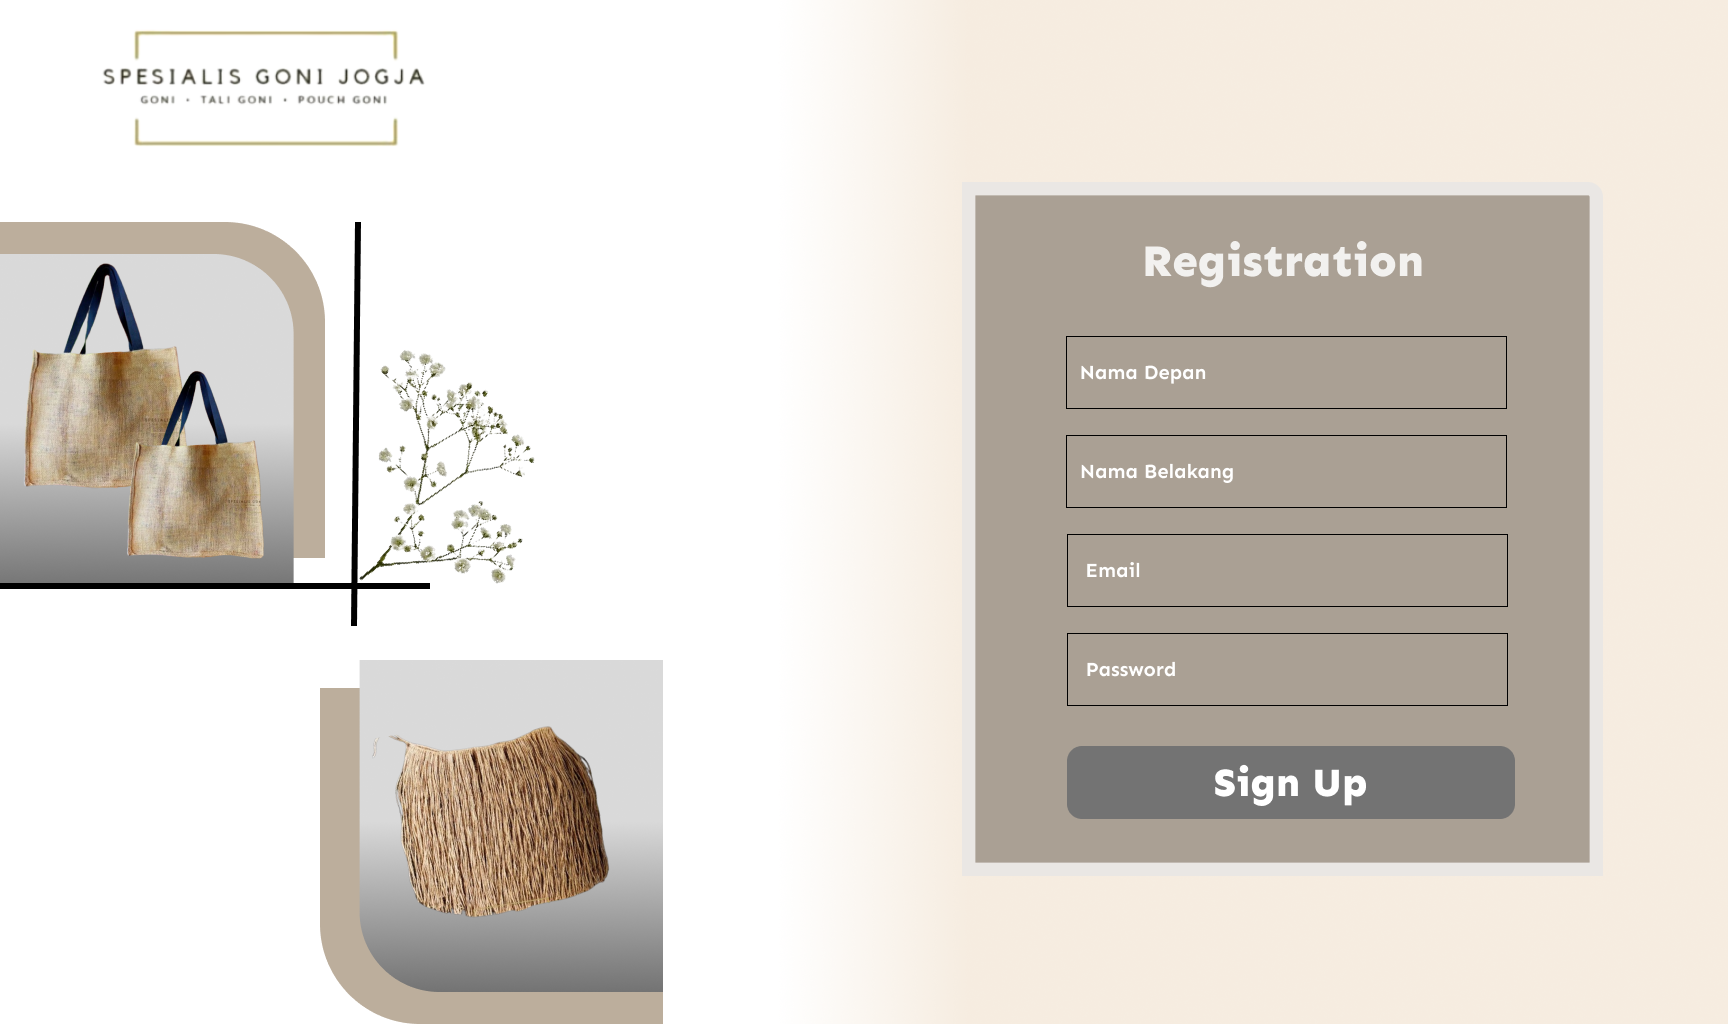 SPESIALIS GONI JOGJA
GONI • TALI GONI • POUCH GONI
Registration
Nama Depan
Nama Belakang
Email
Password
Sign Up